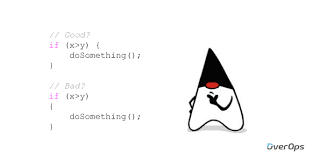 // Good?
if (x>y) {
doSomething();
}
// Bad?
if (x>y)
{
doSomething();
}
OverOps